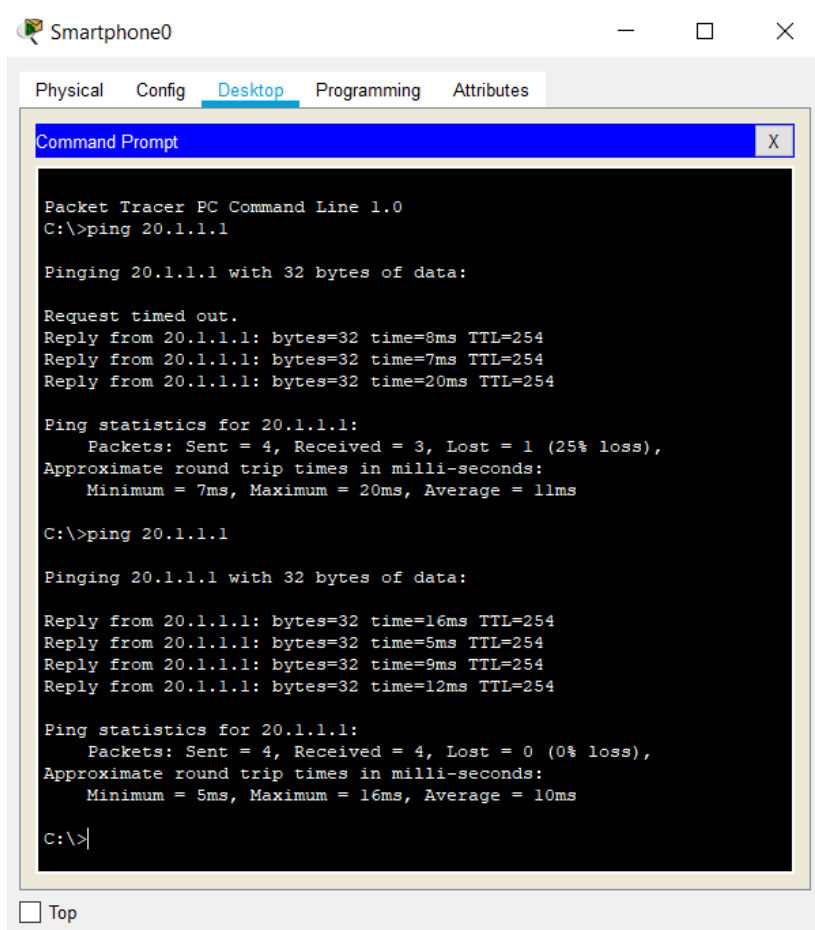 Smartphone0
Physical Config Desktop Programming Attributes
Command Prompt X
Packet Tracer PC Command Line 1.0
C:\>ping 20.1.1.1
Pinging 20.1.1.1 with 32 bytes of data:
Request timed out.
Reply from 20.1.1.1: bytes=32 time=8ms TTL=254
Reply from 20.1.1.1: bytes=32 time=7ms TTL=254
Reply from 20.1.1.1: bytes=32 time=20ms TTL=254
Ping statistics for 20.1.1.1:
    Packets: Sent = 4, Received = 3, Lost = 1 (25% loss),
Approximate round trip times in milli-seconds:
    Minimum = 7ms, Maximum = 20ms, Average = 11ms
C:\>ping 20.1.1.1
Pinging 20.1.1.1 with 32 bytes of data:
Reply from 20.1.1.1: bytes=32 time=16ms TTL=254
Reply from 20.1.1.1: bytes=32 time=5ms TTL=254
Reply from 20.1.1.1: bytes=32 time=9ms TTL=254
Reply from 20.1.1.1: bytes=32 time=12ms TTL=254
Ping statistics for 20.1.1.1:
    Packets: Sent = 4, Received = 4, Lost = 0 (0% loss),
Approximate round trip times in milli-seconds:
    Minimum = 5ms, Maximum = 16ms, Average = 10ms
C:\>
Top